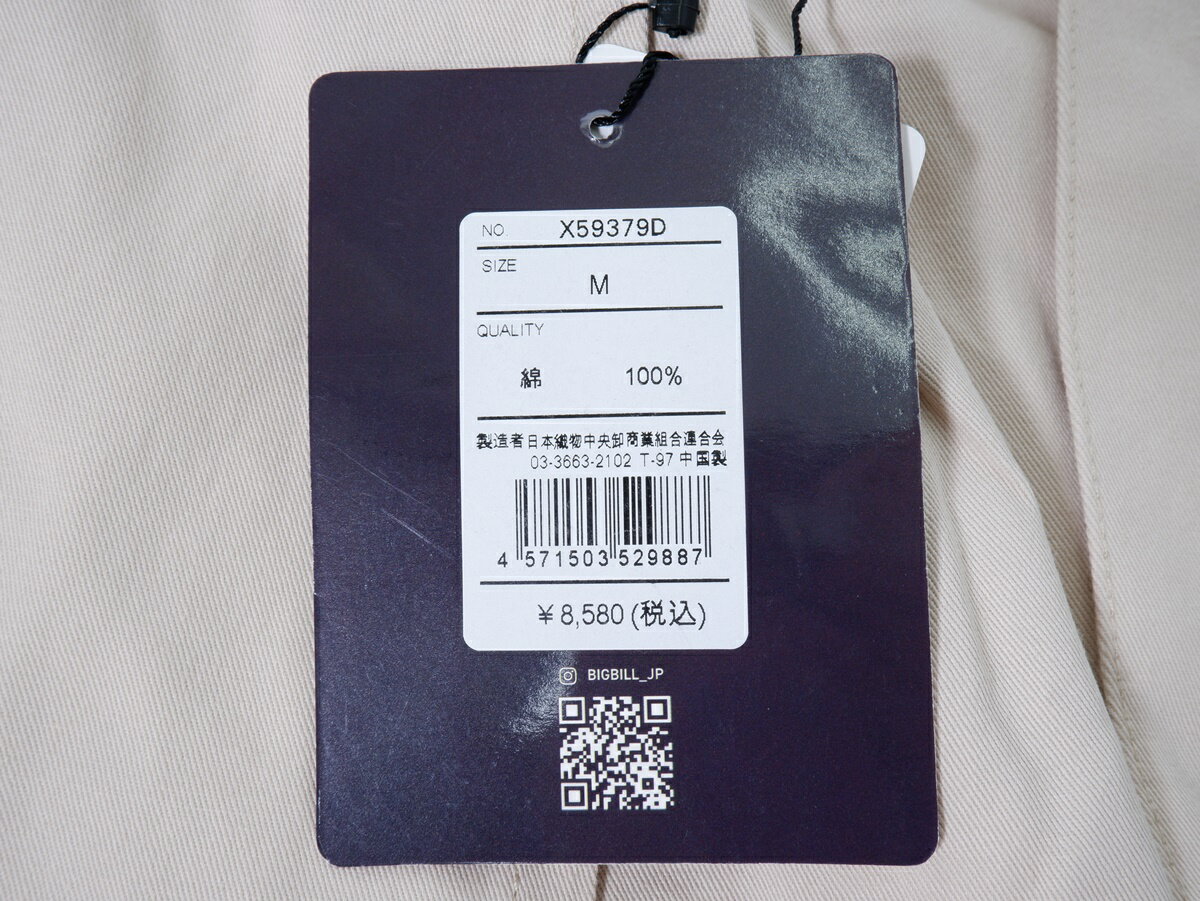 NO. X59379D
SIZE
M
QUALITY
綿 100%
製造者 日本織物中央卸商業組合連合会
03-3663-2102 T-97 中国製
4 571503 529887
￥8,580(税込)
BIGBILL_JP